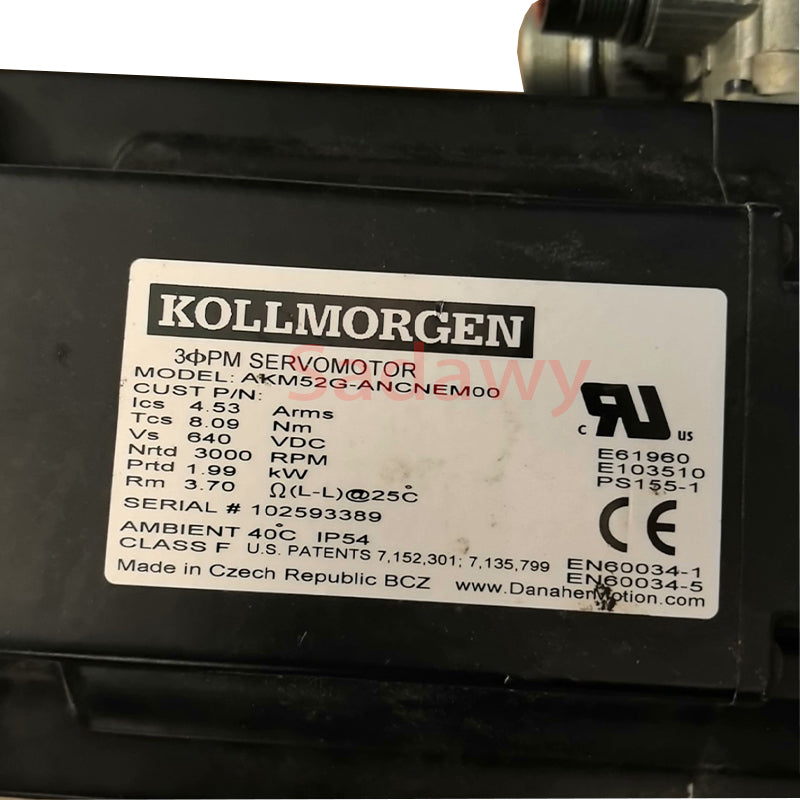 KOLLMORGEN
3ΦPM SERVOMOTOR
MODEL: AKM52G-ANCNEM00
CUST P/N:
Ics 4.53 Arms
Tcs 8.09 Nm
Vs 640 VDC
Nrtd 3000 RPM
Prtd 1.99 kW
Rm 3.70 Ω(L-L)@25°C
SERIAL # 102593389
AMBIENT 40°C IP54
CLASS F U.S. PATENTS 7,152,301; 7,135,799
Made in Czech Republic BCZ
c RU US
E61960
E103510
PS155-1
CE
EN60034-1
EN60034-5
www.DanaherMotion.com
Sadawy